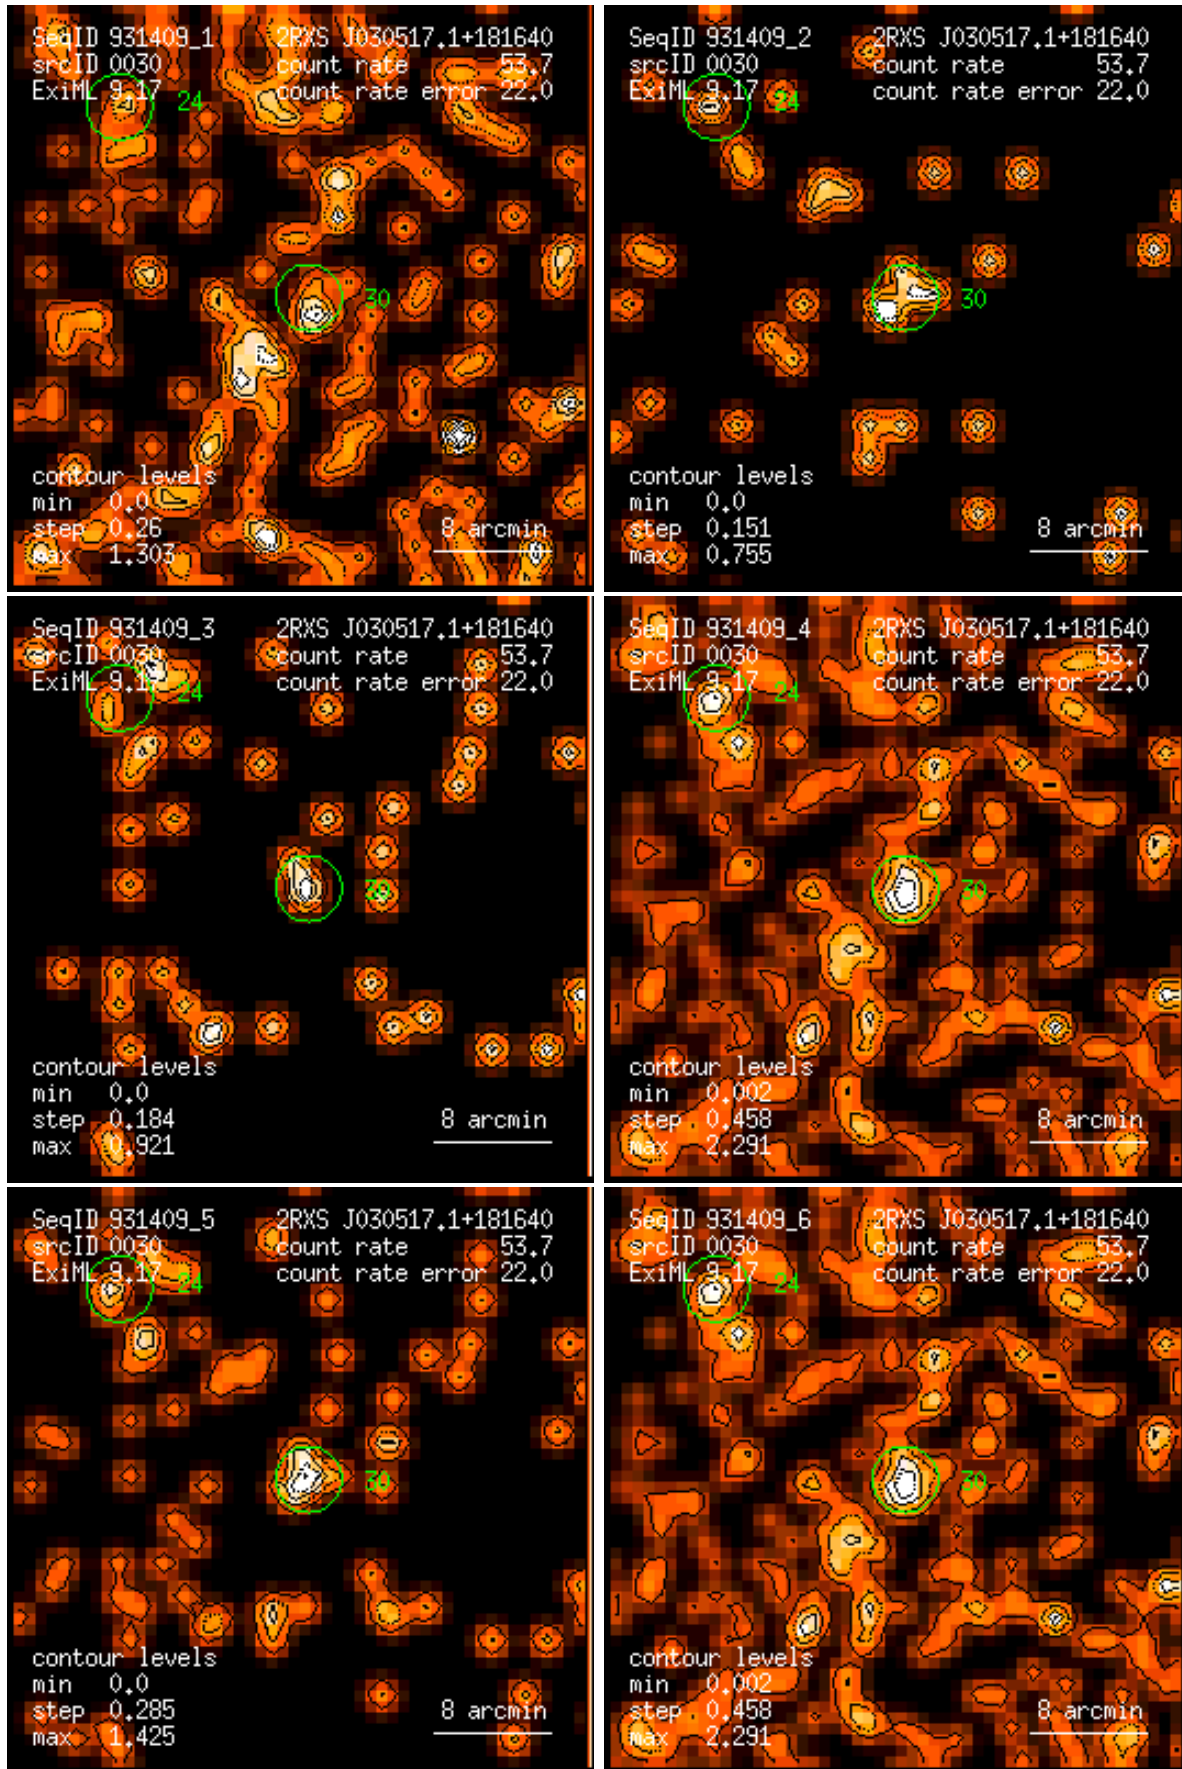 SeqID 931409_1 2RXS J030517.1+181640
srcID 0030 count rate 53.7
ExiML 9.17 24 count rate error 22.0
30
contour levels
min 0.0
step 0.26 8 arcmin
max 1.303
SeqID 931409_2 2RXS J030517.1+181640
srcID 0030 count rate 53.7
ExiML 9.17 24 count rate error 22.0
30
contour levels
min 0.0
step 0.151 8 arcmin
max 0.755
SeqID 931409_3 2RXS J030517.1+181640
srcID 0030 count rate 53.7
ExiML 9.17 24 count rate error 22.0
30
contour levels
min 0.0
step 0.184 8 arcmin
max 0.921
SeqID 931409_4 2RXS J030517.1+181640
srcID 0030 count rate 53.7
ExiML 9.17 24 count rate error 22.0
30
contour levels
min 0.002
step 0.458 8 arcmin
max 2.291
SeqID 931409_5 2RXS J030517.1+181640
srcID 0030 count rate 53.7
ExiML 9.17 24 count rate error 22.0
30
contour levels
min 0.0
step 0.285 8 arcmin
max 1.425
SeqID 931409_6 2RXS J030517.1+181640
srcID 0030 count rate 53.7
ExiML 9.17 24 count rate error 22.0
30
contour levels
min 0.002
step 0.458 8 arcmin
max 2.291